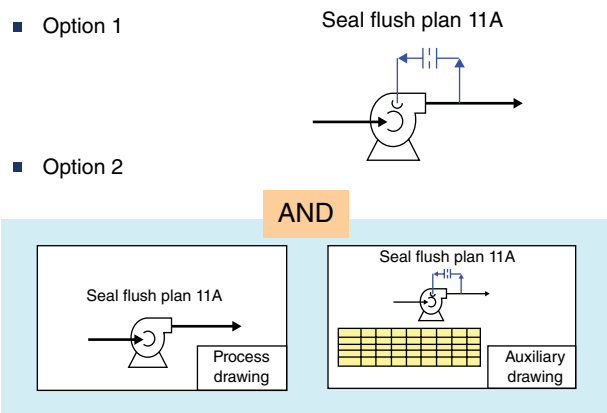 Option 1
Seal flush plan 11A
Option 2
AND
Seal flush plan 11A
Process
drawing
Seal flush plan 11A
Auxiliary
drawing